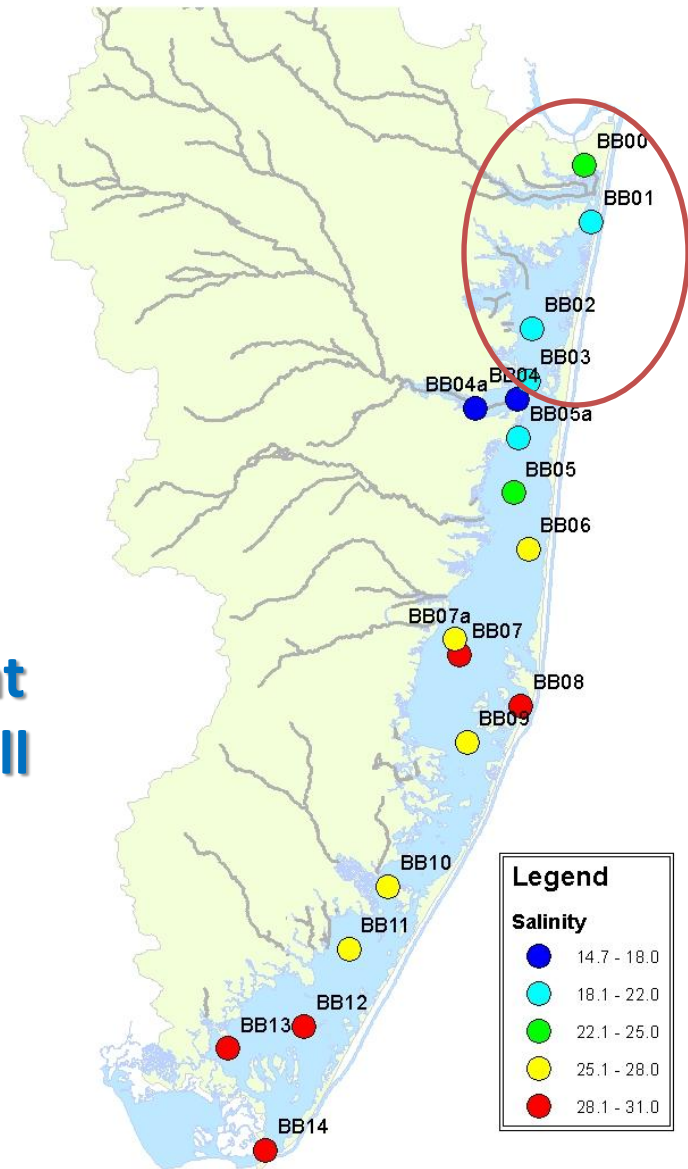 BB00
BB01
BB02
BB03
BB04a
BB04
BB05a
BB05
BB06
BB07a
BB07
BB08
BB09
BB10
BB11
BB12
BB13
BB14
Legend
Salinity
14.7 - 18.0
18.1 - 22.0
22.1 - 25.0
25.1 - 28.0
28.1 - 31.0